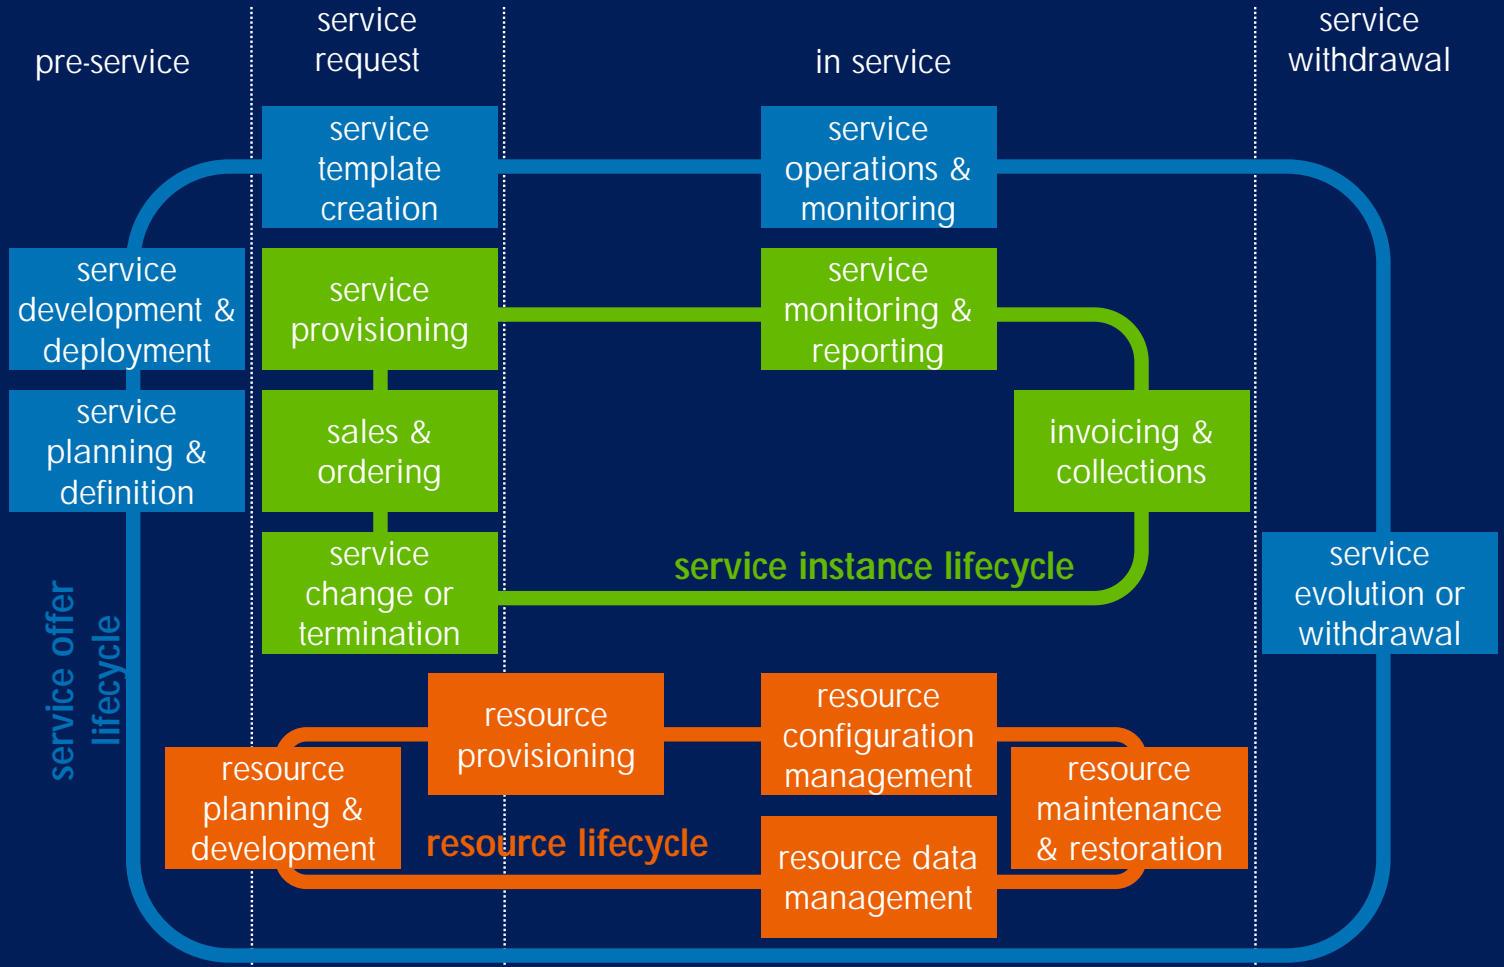 pre-service
service
request
in service
service
withdrawal
service
template
creation
service
operations &
monitoring
service
development &
deployment
service
provisioning
service
monitoring &
reporting
service
planning &
definition
sales &
ordering
invoicing &
collections
service
change or
termination
service instance lifecycle
service
evolution or
withdrawal
service offer
lifecycle
resource
provisioning
resource
configuration
management
resource
planning &
development
resource
maintenance
& restoration
resource lifecycle
resource data
management